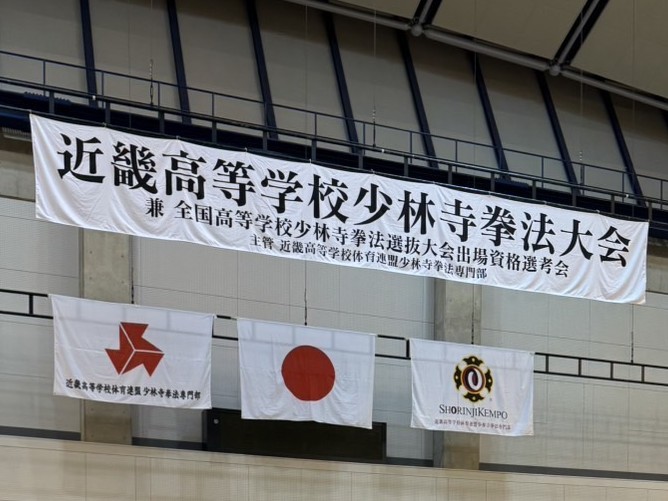 近畿高等学校少林寺拳法大会
兼 全国高等学校少林寺拳法選抜大会出場資格選考会
主管 近畿高等学校体育連盟少林寺拳法専門部
近畿高等学校体育連盟 少林寺拳法専門部
SHORINJIKEMPO